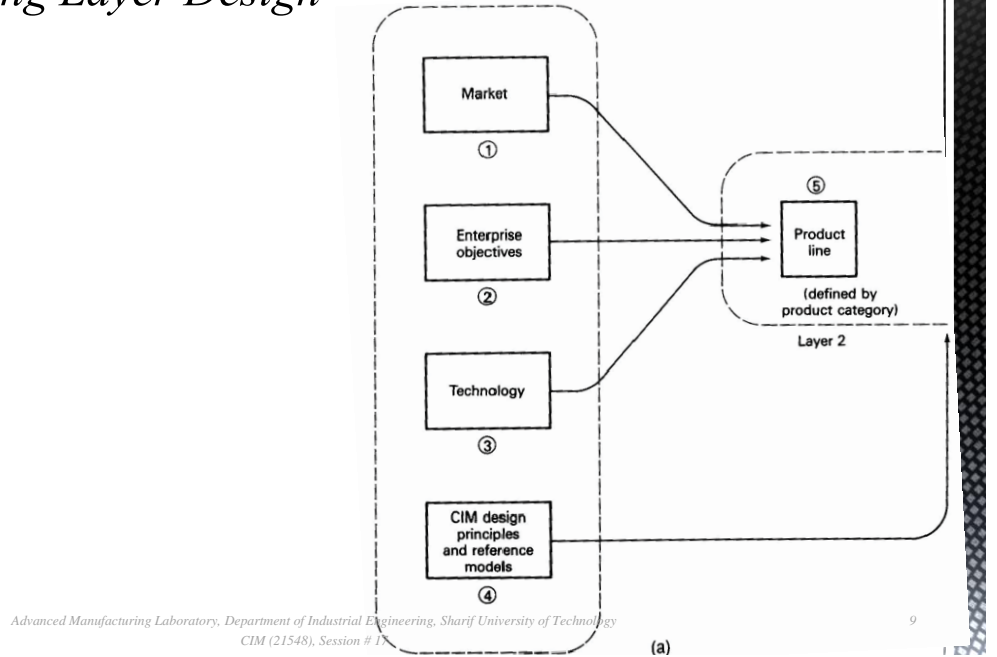 ng Layer Design
Market
①
Enterprise
objectives
②
Technology
③
CIM design
principles
and reference
models
④
⑤
Product
line
(defined by
product category)
Layer 2
Advanced Manufacturing Laboratory, Department of Industrial Engineering, Sharif University of Technology
CIM (21548), Session # 17
9
(a)